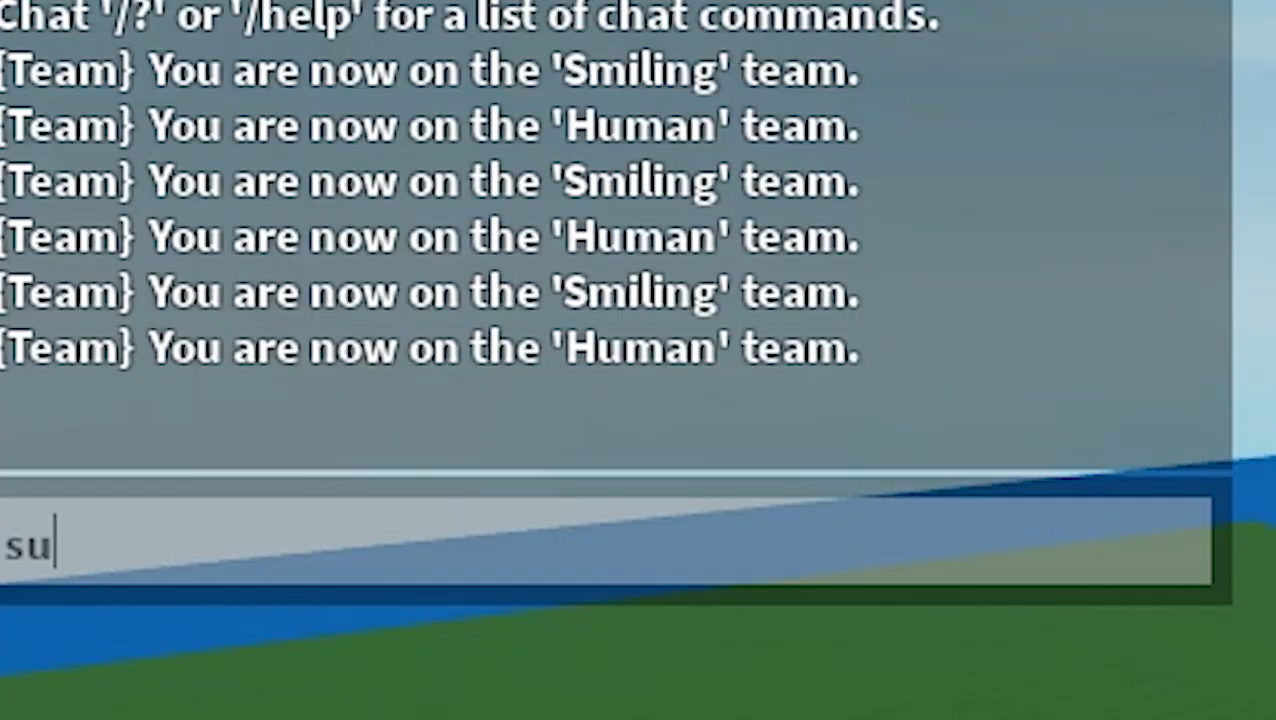 Chat '/?' or '/help' for a list of chat commands.
{Team} You are now on the 'Smiling' team.
{Team} You are now on the 'Human' team.
{Team} You are now on the 'Smiling' team.
{Team} You are now on the 'Human' team.
{Team} You are now on the 'Smiling' team.
{Team} You are now on the 'Human' team.
su